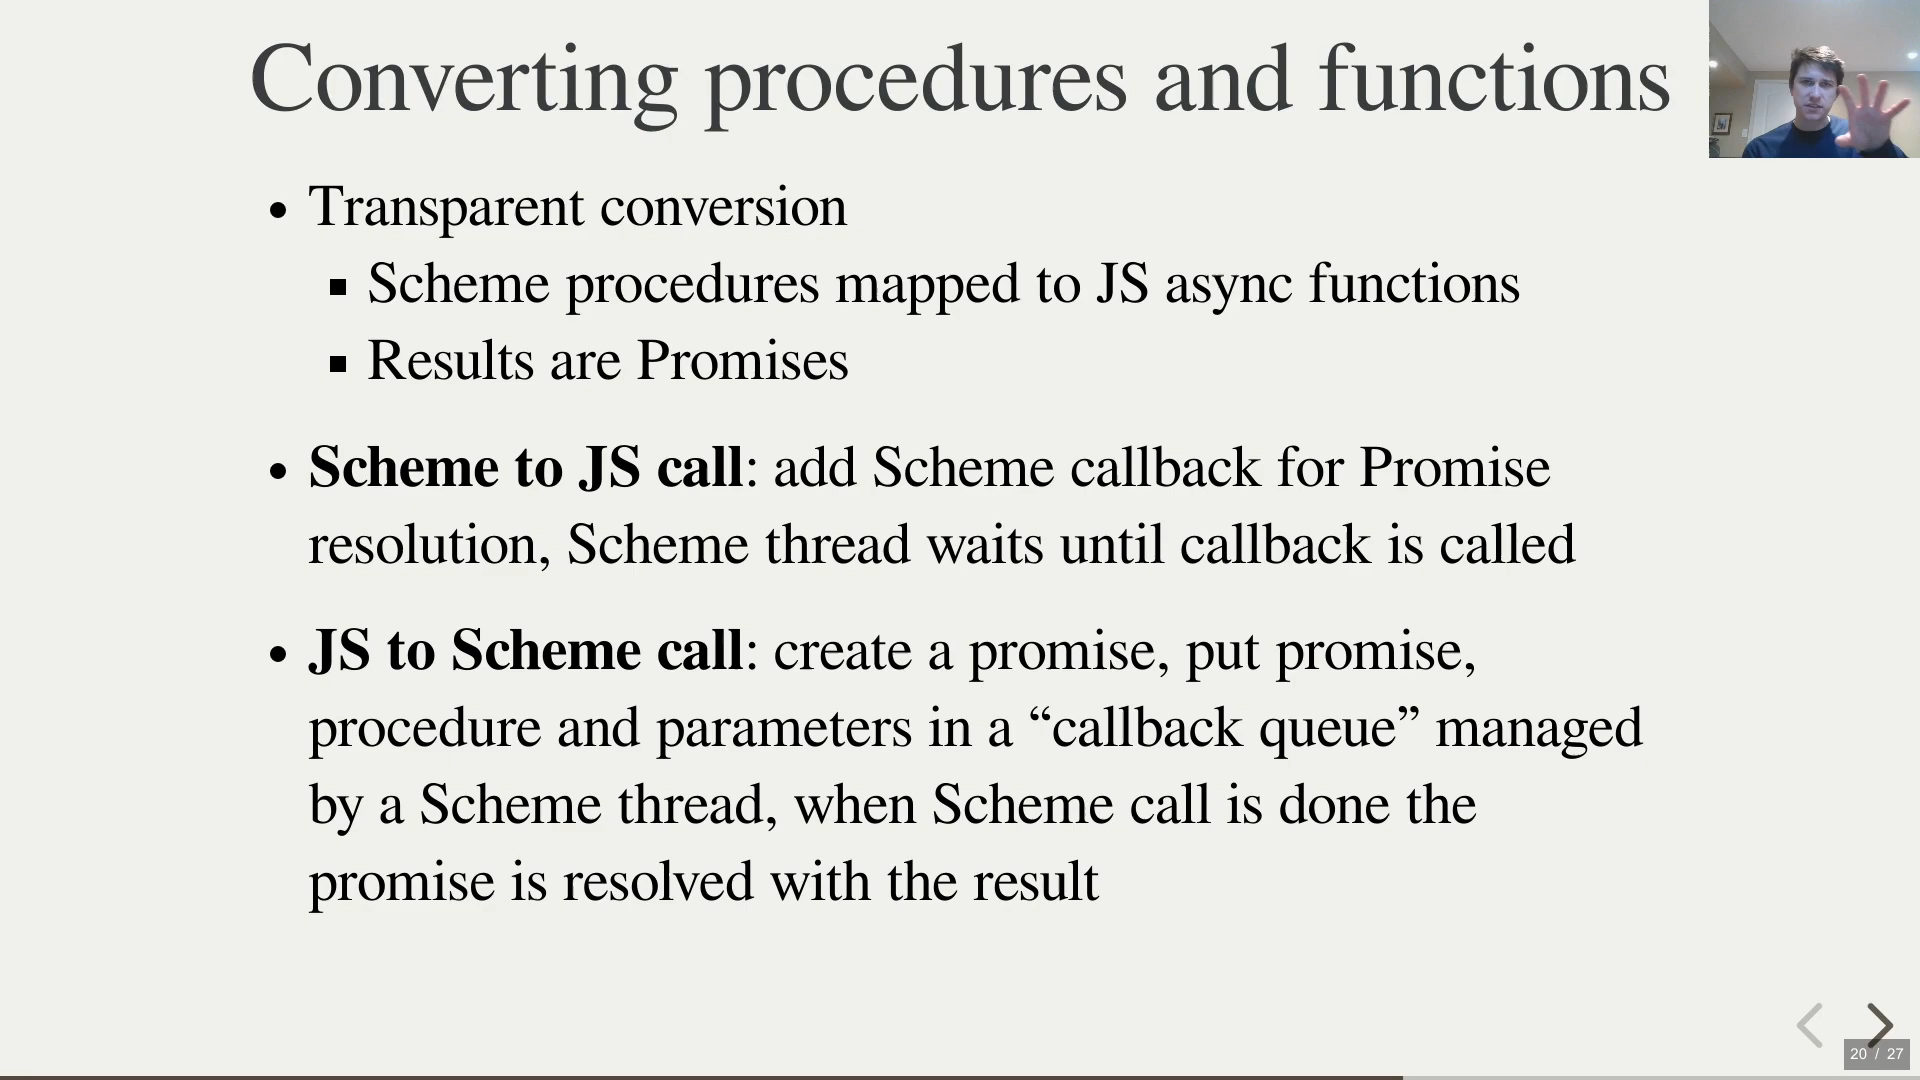 Converting procedures and functions
Transparent conversion
Scheme procedures mapped to JS async functions
Results are Promises
Scheme to JS call: add Scheme callback for Promise
resolution, Scheme thread waits until callback is called
JS to Scheme call: create a promise, put promise,
procedure and parameters in a “callback queue” managed
by a Scheme thread, when Scheme call is done the
promise is resolved with the result
20 / 27